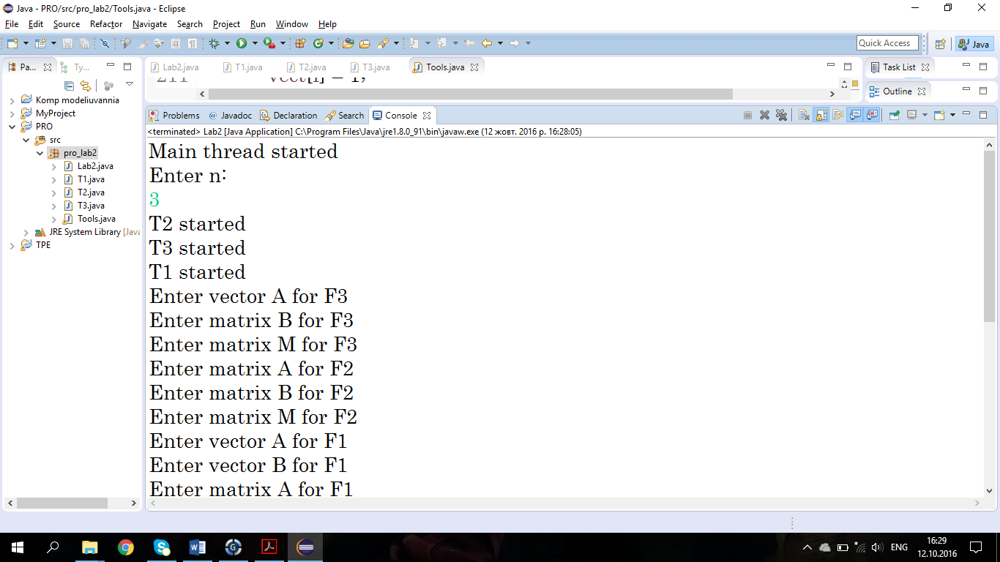 Java - PRO/src/pro_lab2/Tools.java - Eclipse
File Edit Source Refactor Navigate Search Project Run Window Help
Quick Access
Java
Pa...
Ty...
Lab2.java
T1.java
T2.java
T3.java
Tools.java
Task List
Outline
211 vect[i] = 1;
Komp modeliuvannia
MyProject
PRO
src
pro_lab2
Lab2.java
T1.java
T2.java
T3.java
Tools.java
JRE System Library [Java
TPE
Problems
@ Javadoc
Declaration
Search
Console
<terminated> Lab2 [Java Application] C:\Program Files\Java\jre1.8.0_91\bin\javaw.exe (12 жовт. 2016 р. 16:28:05)
Main thread started
Enter n:
3
T2 started
T3 started
T1 started
Enter vector A for F3
Enter matrix B for F3
Enter matrix M for F3
Enter matrix A for F2
Enter matrix B for F2
Enter matrix M for F2
Enter vector A for F1
Enter vector B for F1
Enter matrix A for F1
ENG
16:29
12.10.2016